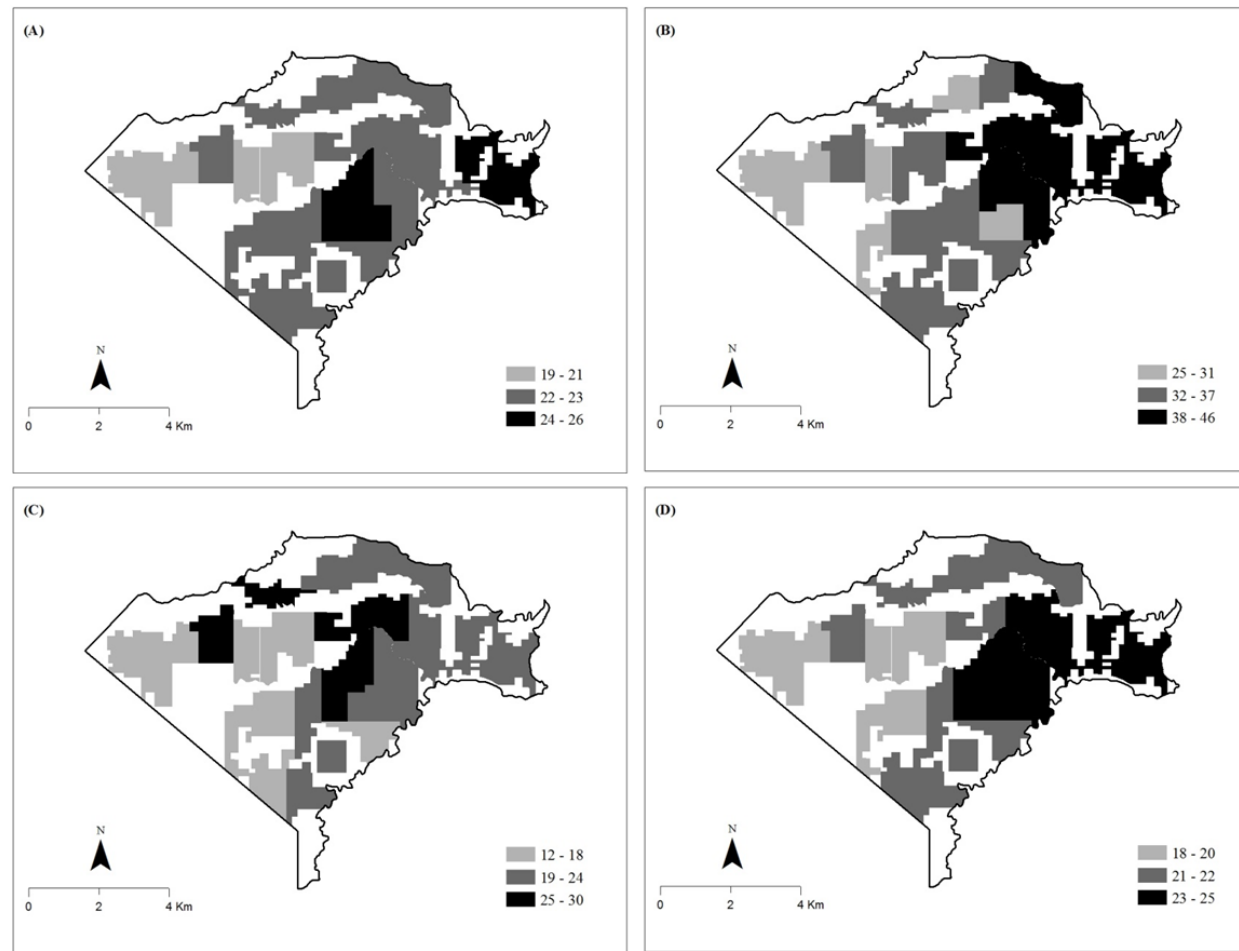 (A)
N
0 2 4 Km
19 - 21
22 - 23
24 - 26
(B)
N
0 2 4 Km
25 - 31
32 - 37
38 - 46
(C)
N
0 2 4 Km
12 - 18
19 - 24
25 - 30
(D)
N
0 2 4 Km
18 - 20
21 - 22
23 - 25